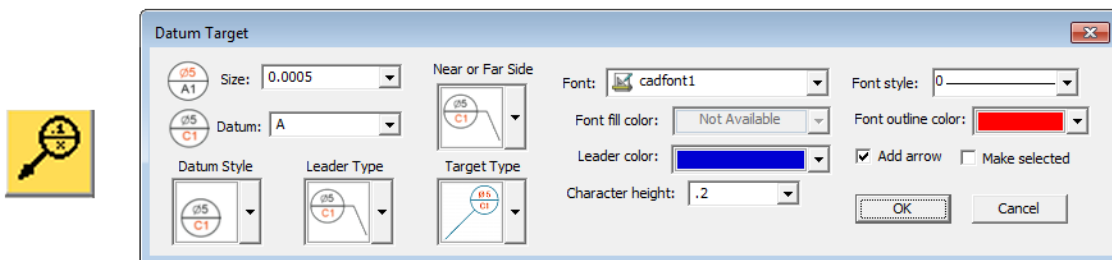 .1
X
Datum Target
Ø5
A1
Size: 0.0005
Ø5
C1
Datum: A
Datum Style
Ø5
C1
Leader Type
Ø5
C1
Near or Far Side
Ø5
C1
Target Type
Ø5
C1
Font: cadfont1
Font fill color: Not Available
Leader color:
Character height: .2
Font style: 0
Font outline color:
Add arrow Make selected
OK Cancel